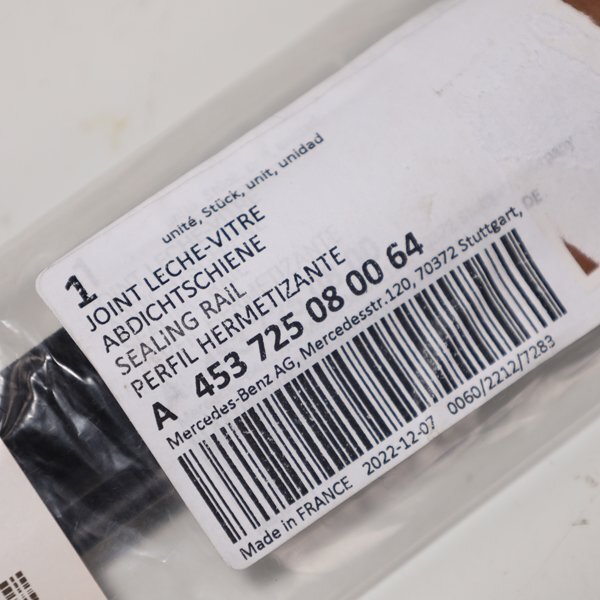 unité, Stück, unit, unidad
1
JOINT LECHE-VITRE
ABDICHTSCHIENE
SEALING RAIL
PERFIL HERMETIZANTE
A 453 725 08 00 64
Mercedes-Benz AG, Mercedesstr.120, 70372 Stuttgart, DE
Made in FRANCE 2022-12-07 0060/2212/7283